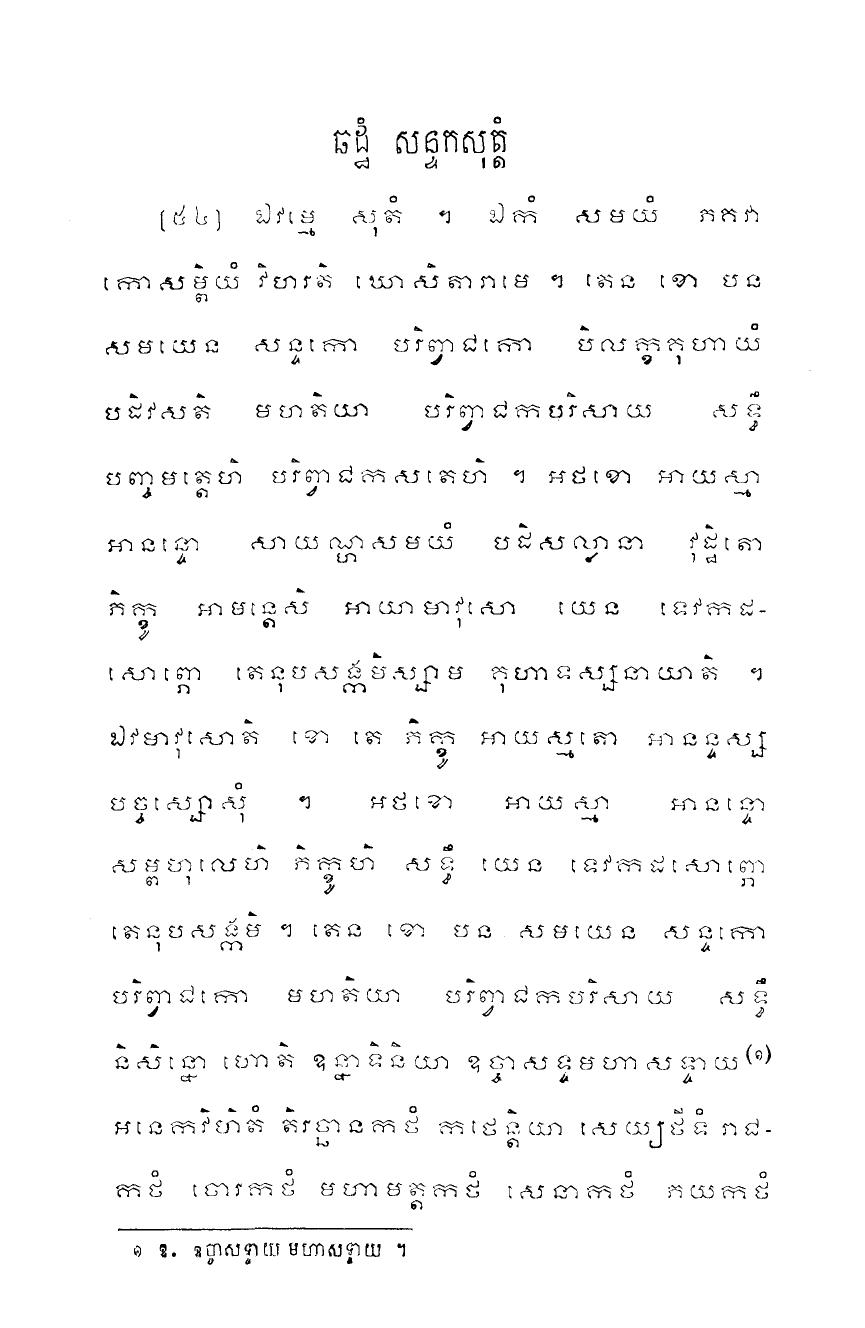 ឆដ្ឋំ សន្ទកសុត្តំ
[៥៤] ឯវម្មេ សុតំ ។ ឯកំ សមយំ ភគវា
កោសម្ពិយំ វិហរតិ ឃោសិតារាមេ ។ តេន ខោ បន
សមយេន សន្ទកោ បរិព្វាជកោ បិលក្ខគុហាយំ
បដិវសតិ មហតិយា បរិព្វាជកបរិសាយ សទ្ធឹ
បញ្ចមត្តេហិ បរិព្វាជកសតេហិ ។ អថខោ អាយស្មា
អានន្ទោ សាយណ្ហសមយំ បដិសល្លានា វុដ្ឋិតោ
ភិក្ខូ អាមន្តេសិ អាយាមាវុសោ យេន ទេវកដ-
សោព្ភោ តេនុបសង្កមិស្សាម គុហាទស្សនាយាតិ ។
ឯវមាវុសោតិ ខោ តេ ភិក្ខូ អាយស្មតោ អានន្ទស្ស
បច្ចស្សោសុំ ។ អថខោ អាយស្មា អានន្ទោ
សម្ពហុលេហិ ភិក្ខូហិ សទ្ធឹ យេន ទេវកដសោព្ភោ
តេនុបសង្កមិ ។ តេន ខោ បន សមយេន សន្ទកោ
បរិព្វាជកោ មហតិយា បរិព្វាជកបរិសាយ សទ្ធឹ
និសិន្នោ ហោតិ ឧន្នាទិនិយា ឧច្ចាសទ្ទមហាសទ្ទាយ(១)
អនេកវិហិតំ តិរច្ឆានកថំ កថេន្តិយា សេយ្យថីទំ រាជ-
កថំ ចោរកថំ មហាមត្តកថំ សេនាកថំ ភយកថំ
១ ឱ. ឧច្ចាសទ្ទាយ មហាសទ្ទាយ ។